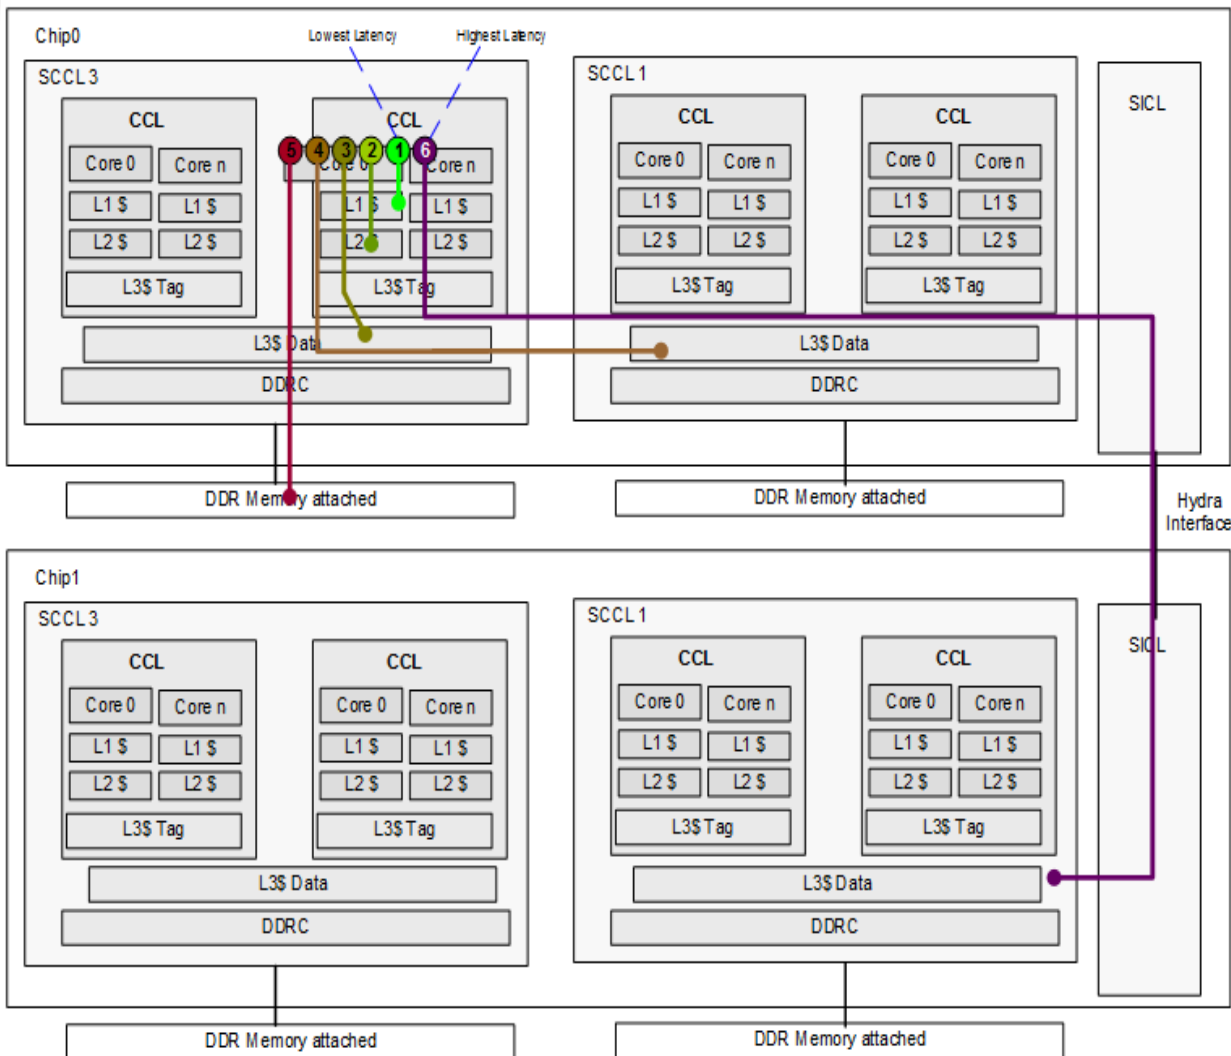 Chip0
Lowest Latency
Highest Latency
SCCL 3
CCL
CCL
5 4 3 2 1 6
Core 0
Core n
Core 0
Core n
L1 $
L1 $
L1 $
L1 $
L2 $
L2 $
L2 $
L2 $
L3$ Tag
L3$ Tag
L3$ Data
DDRC
DDR Memory attached
SCCL 1
CCL
CCL
Core 0
Core n
Core 0
Core n
L1 $
L1 $
L1 $
L1 $
L2 $
L2 $
L2 $
L2 $
L3$ Tag
L3$ Tag
L3$ Data
DDRC
DDR Memory attached
SICL
Hydra
Interface
Chip1
SCCL 3
CCL
CCL
Core 0
Core n
Core 0
Core n
L1 $
L1 $
L1 $
L1 $
L2 $
L2 $
L2 $
L2 $
L3$ Tag
L3$ Tag
L3$ Data
DDRC
DDR Memory attached
SCCL 1
CCL
CCL
Core 0
Core n
Core 0
Core n
L1 $
L1 $
L1 $
L1 $
L2 $
L2 $
L2 $
L2 $
L3$ Tag
L3$ Tag
L3$ Data
DDRC
DDR Memory attached
SICL